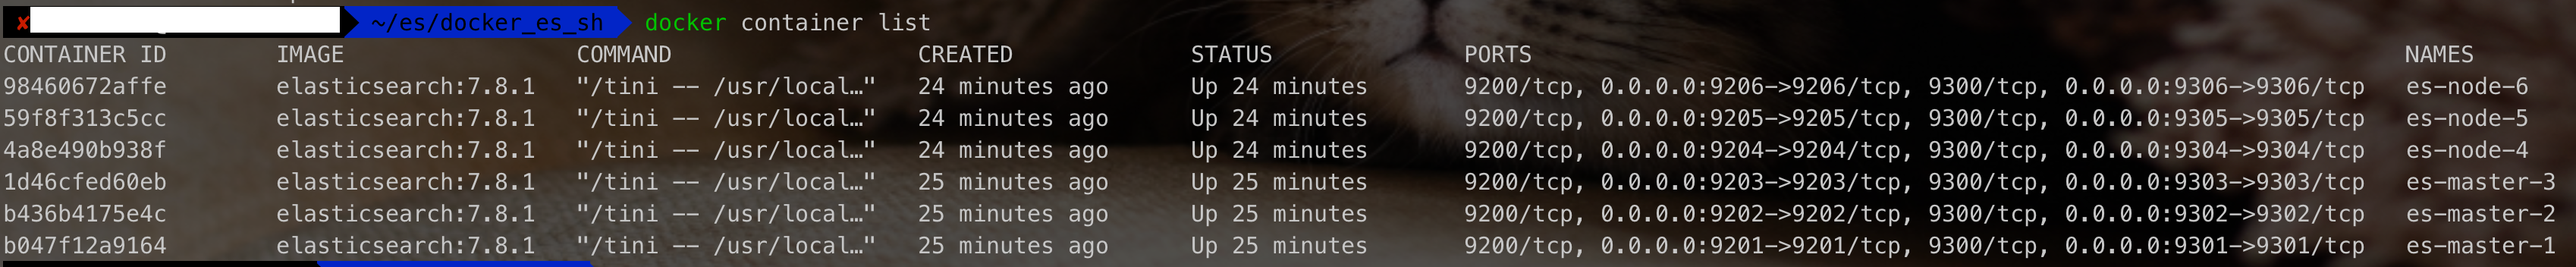 ✘ ~/es/docker_es_sh docker container list
CONTAINER ID IMAGE COMMAND CREATED STATUS PORTS NAMES
98460672affe elasticsearch:7.8.1 "/tini -- /usr/local…" 24 minutes ago Up 24 minutes 9200/tcp, 0.0.0.0:9206->9206/tcp, 9300/tcp, 0.0.0.0:9306->9306/tcp es-node-6
59f8f313c5cc elasticsearch:7.8.1 "/tini -- /usr/local…" 24 minutes ago Up 24 minutes 9200/tcp, 0.0.0.0:9205->9205/tcp, 9300/tcp, 0.0.0.0:9305->9305/tcp es-node-5
4a8e490b938f elasticsearch:7.8.1 "/tini -- /usr/local…" 24 minutes ago Up 24 minutes 9200/tcp, 0.0.0.0:9204->9204/tcp, 9300/tcp, 0.0.0.0:9304->9304/tcp es-node-4
1d46cfed60eb elasticsearch:7.8.1 "/tini -- /usr/local…" 25 minutes ago Up 25 minutes 9200/tcp, 0.0.0.0:9203->9203/tcp, 9300/tcp, 0.0.0.0:9303->9303/tcp es-master-3
b436b4175e4c elasticsearch:7.8.1 "/tini -- /usr/local…" 25 minutes ago Up 25 minutes 9200/tcp, 0.0.0.0:9202->9202/tcp, 9300/tcp, 0.0.0.0:9302->9302/tcp es-master-2
b047f12a9164 elasticsearch:7.8.1 "/tini -- /usr/local…" 25 minutes ago Up 25 minutes 9200/tcp, 0.0.0.0:9201->9201/tcp, 9300/tcp, 0.0.0.0:9301->9301/tcp es-master-1